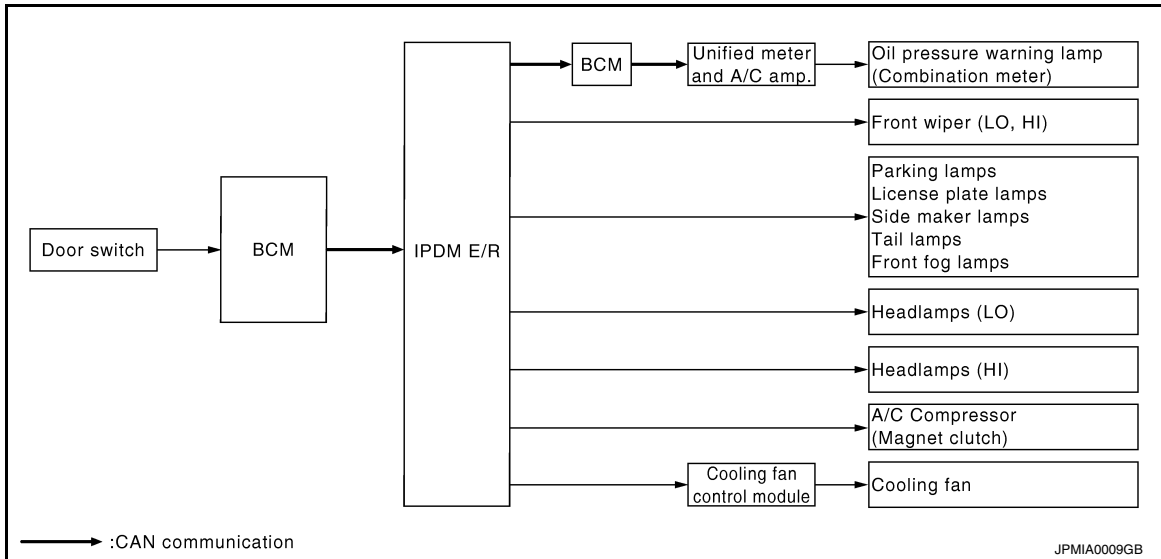 Door switch
BCM
IPDM E/R
BCM
Unified meter
and A/C amp.
Oil pressure warning lamp
(Combination meter)
Front wiper (LO, HI)
Parking lamps
License plate lamps
Side maker lamps
Tail lamps
Front fog lamps
Headlamps (LO)
Headlamps (HI)
A/C Compressor
(Magnet clutch)
Cooling fan
control module
Cooling fan
:CAN communication
JPMIA0009GB